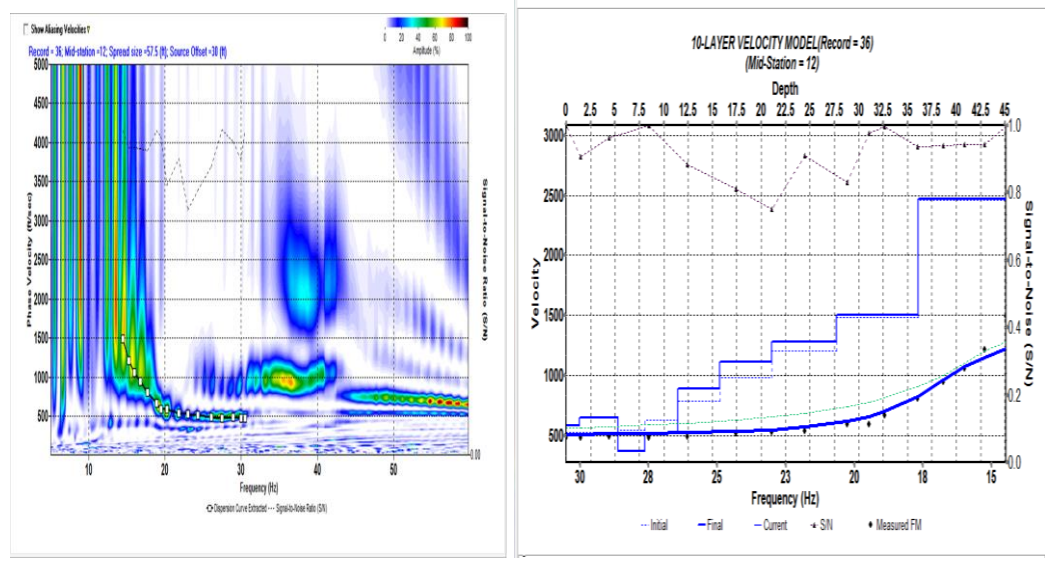 Show Aliasing Velocities
Record = 36; Mid-station =12; Spread size =57.5 (ft); Source Offset =30 (ft)
0 20 40 60 80 100
Amplitude (%)
5000
4500
4000
3500
3000
2500
2000
1500
1000
500
Phase Velocity (ft/sec)
Signal-to-Noise Ratio (S/N)
0.00
10 20 30 40 50
Frequency (Hz)
Dispersion Curve Extracted Signal-to-Noise Ratio (S/N)
10-LAYER VELOCITY MODEL(Record = 36)
(Mid-Station = 12)
Depth
0 2.5 5 7.5 10 12.5 15 17.5 20 22.5 25 27.5 30 32.5 35 37.5 40 42.5 45
3000
2500
2000
1500
1000
500
Velocity
1.0
0.8
0.6
0.4
0.2
0.0
Signal-to-Noise (S/N)
30 28 25 23 20 18 15
Frequency (Hz)
Initial Final Current S/N Measured FM